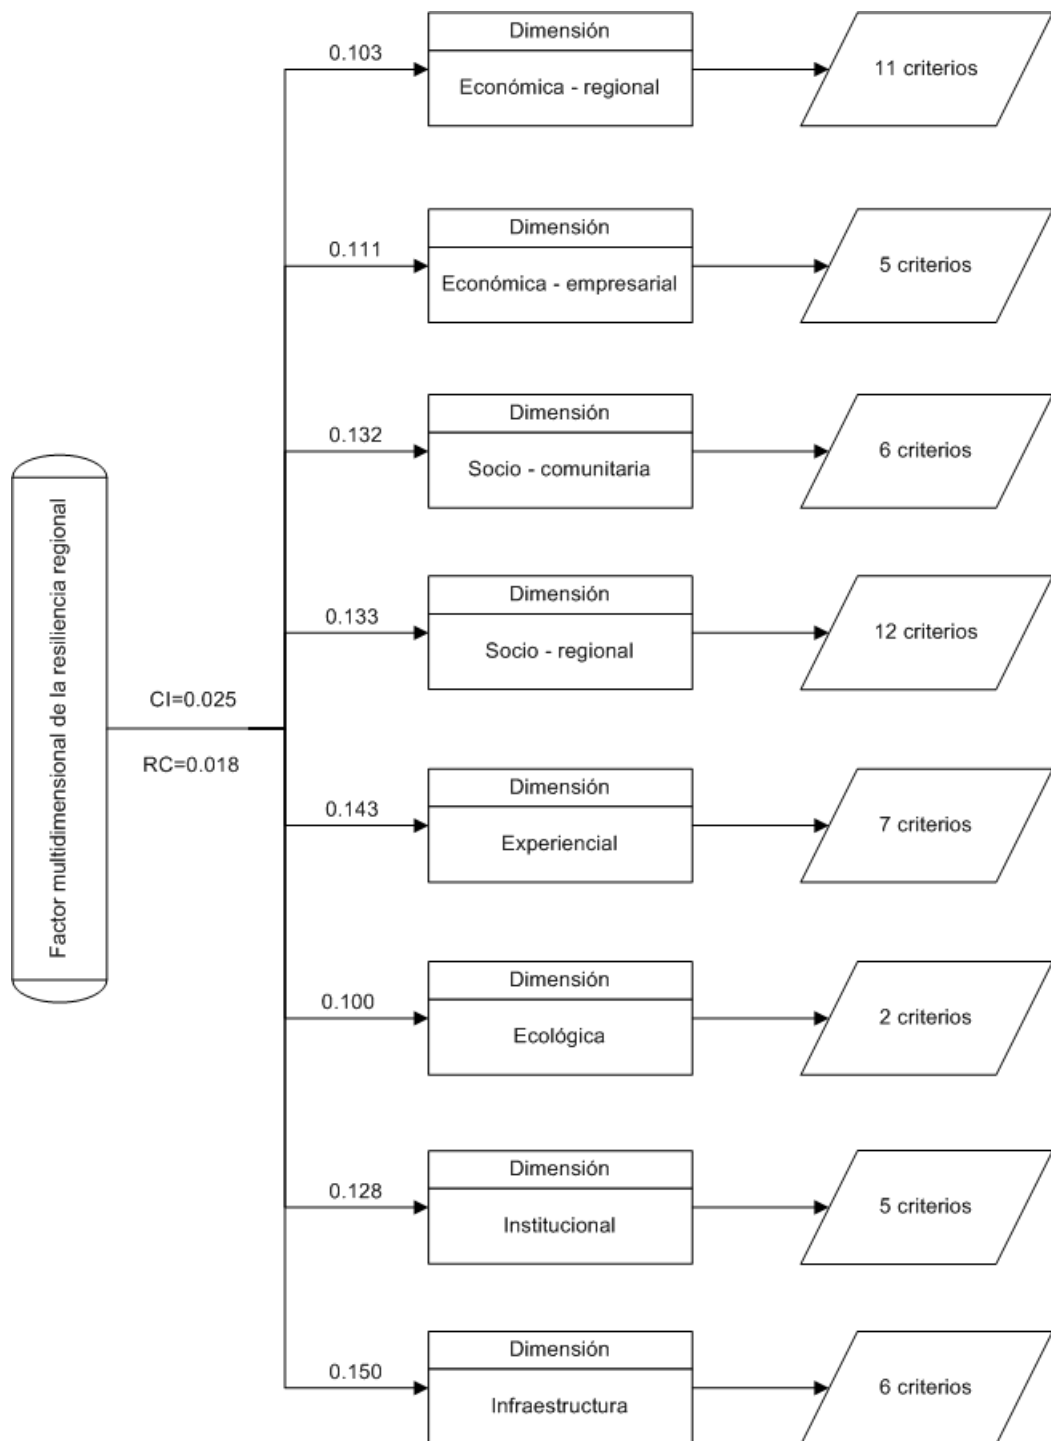 Factor multidimensional de la resiliencia regional
CI=0.025
RC=0.018
0.103
Dimensión
Económica - regional
11 criterios
0.111
Dimensión
Económica - empresarial
5 criterios
0.132
Dimensión
Socio - comunitaria
6 criterios
0.133
Dimensión
Socio - regional
12 criterios
0.143
Dimensión
Experiencial
7 criterios
0.100
Dimensión
Ecológica
2 criterios
0.128
Dimensión
Institucional
5 criterios
0.150
Dimensión
Infraestructura
6 criterios